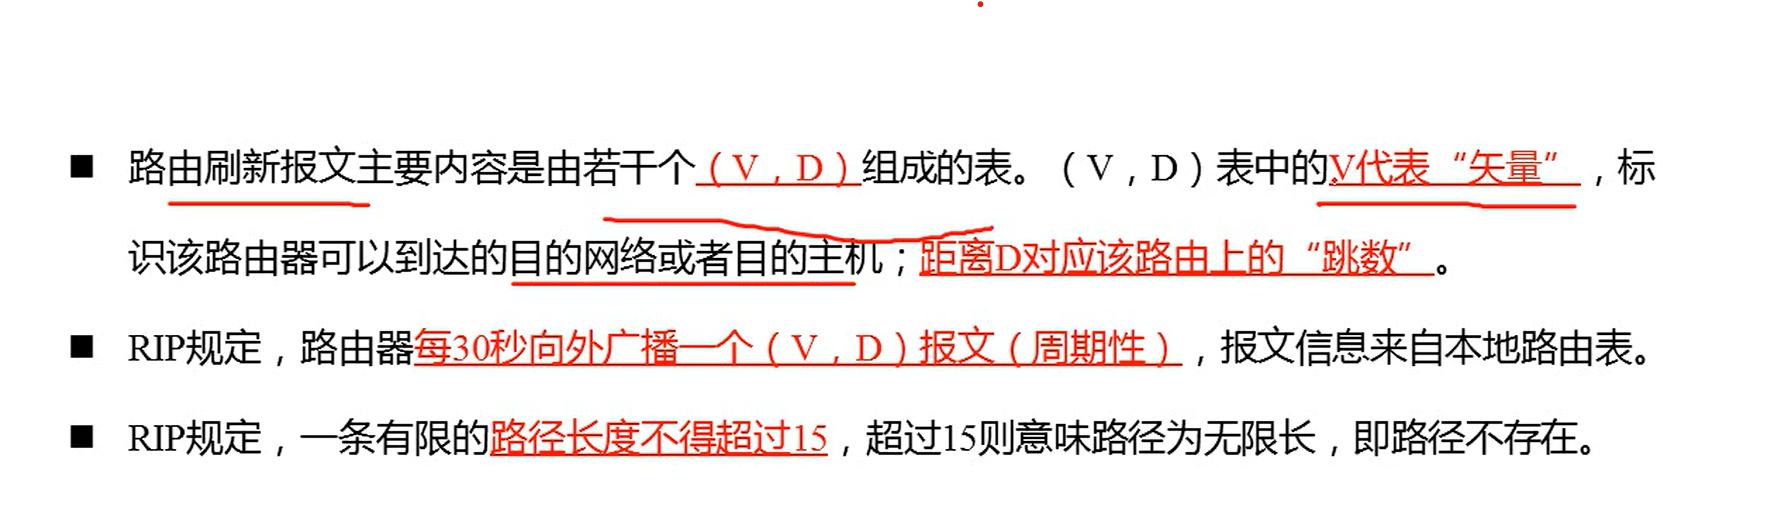 ■ 路由刷新报文主要内容是由若干个（V，D）组成的表。（V，D）表中的V代表“矢量”，标
识该路由器可以到达的目的网络或者目的主机；距离D对应该路由上的“跳数”。
■ RIP规定，路由器每30秒向外广播一个（V，D）报文（周期性），报文信息来自本地路由表。
■ RIP规定，一条有限的路径长度不得超过15，超过15则意味路径为无限长，即路径不存在。